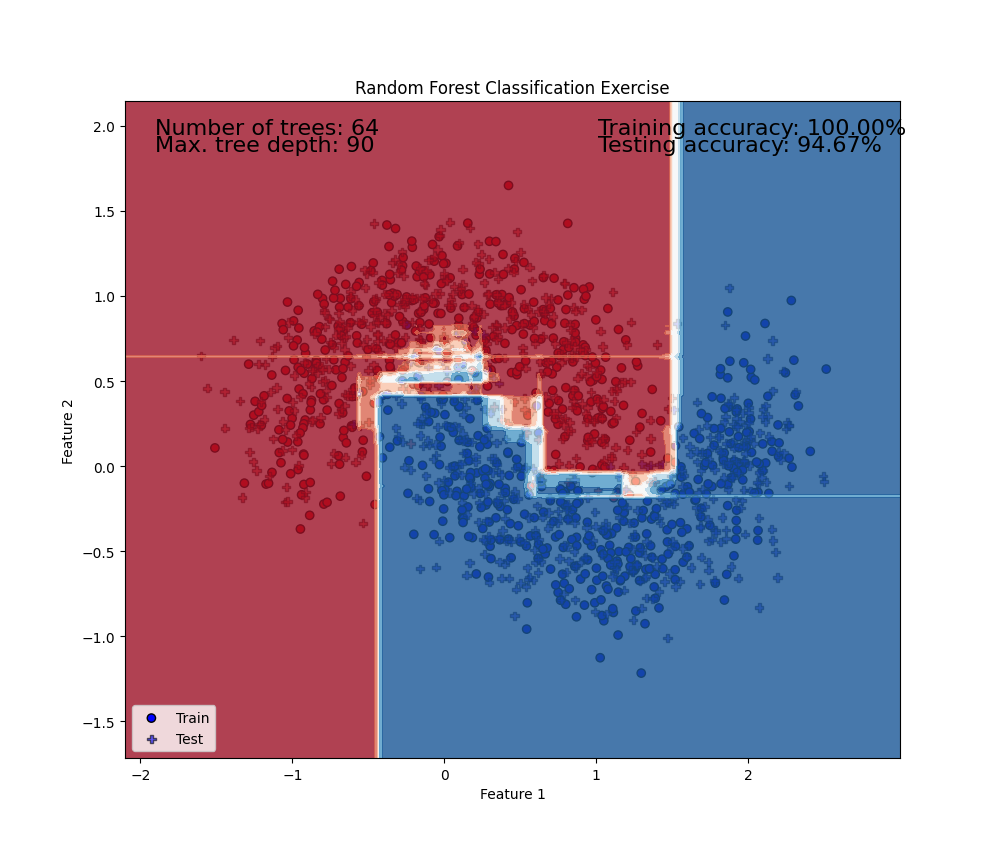 Random Forest Classification Exercise
Number of trees: 64
Max. tree depth: 90
Training accuracy: 100.00%
Testing accuracy: 94.67%
2.0
1.5
1.0
0.5
0.0
−0.5
−1.0
−1.5
Feature 2
Train
Test
−2
−1
0
1
2
Feature 1